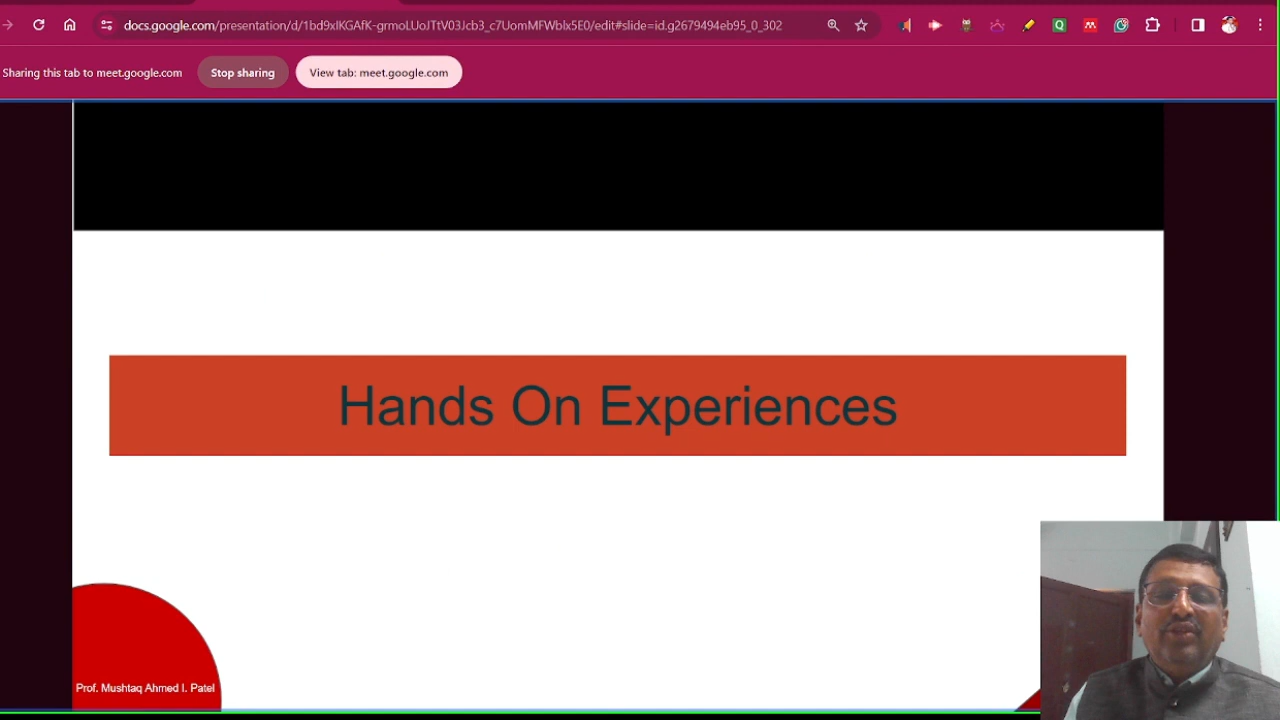 docs.google.com/presentation/d/1bd9xIKGAfK-grmoLUoJTtV03Jcb3_c7UomMFWblx5E0/edit#slide=id.g2679494eb95_0_302
Sharing this tab to meet.google.com
Stop sharing
View tab: meet.google.com
Hands On Experiences
Prof. Mushtaq Ahmed I. Patel